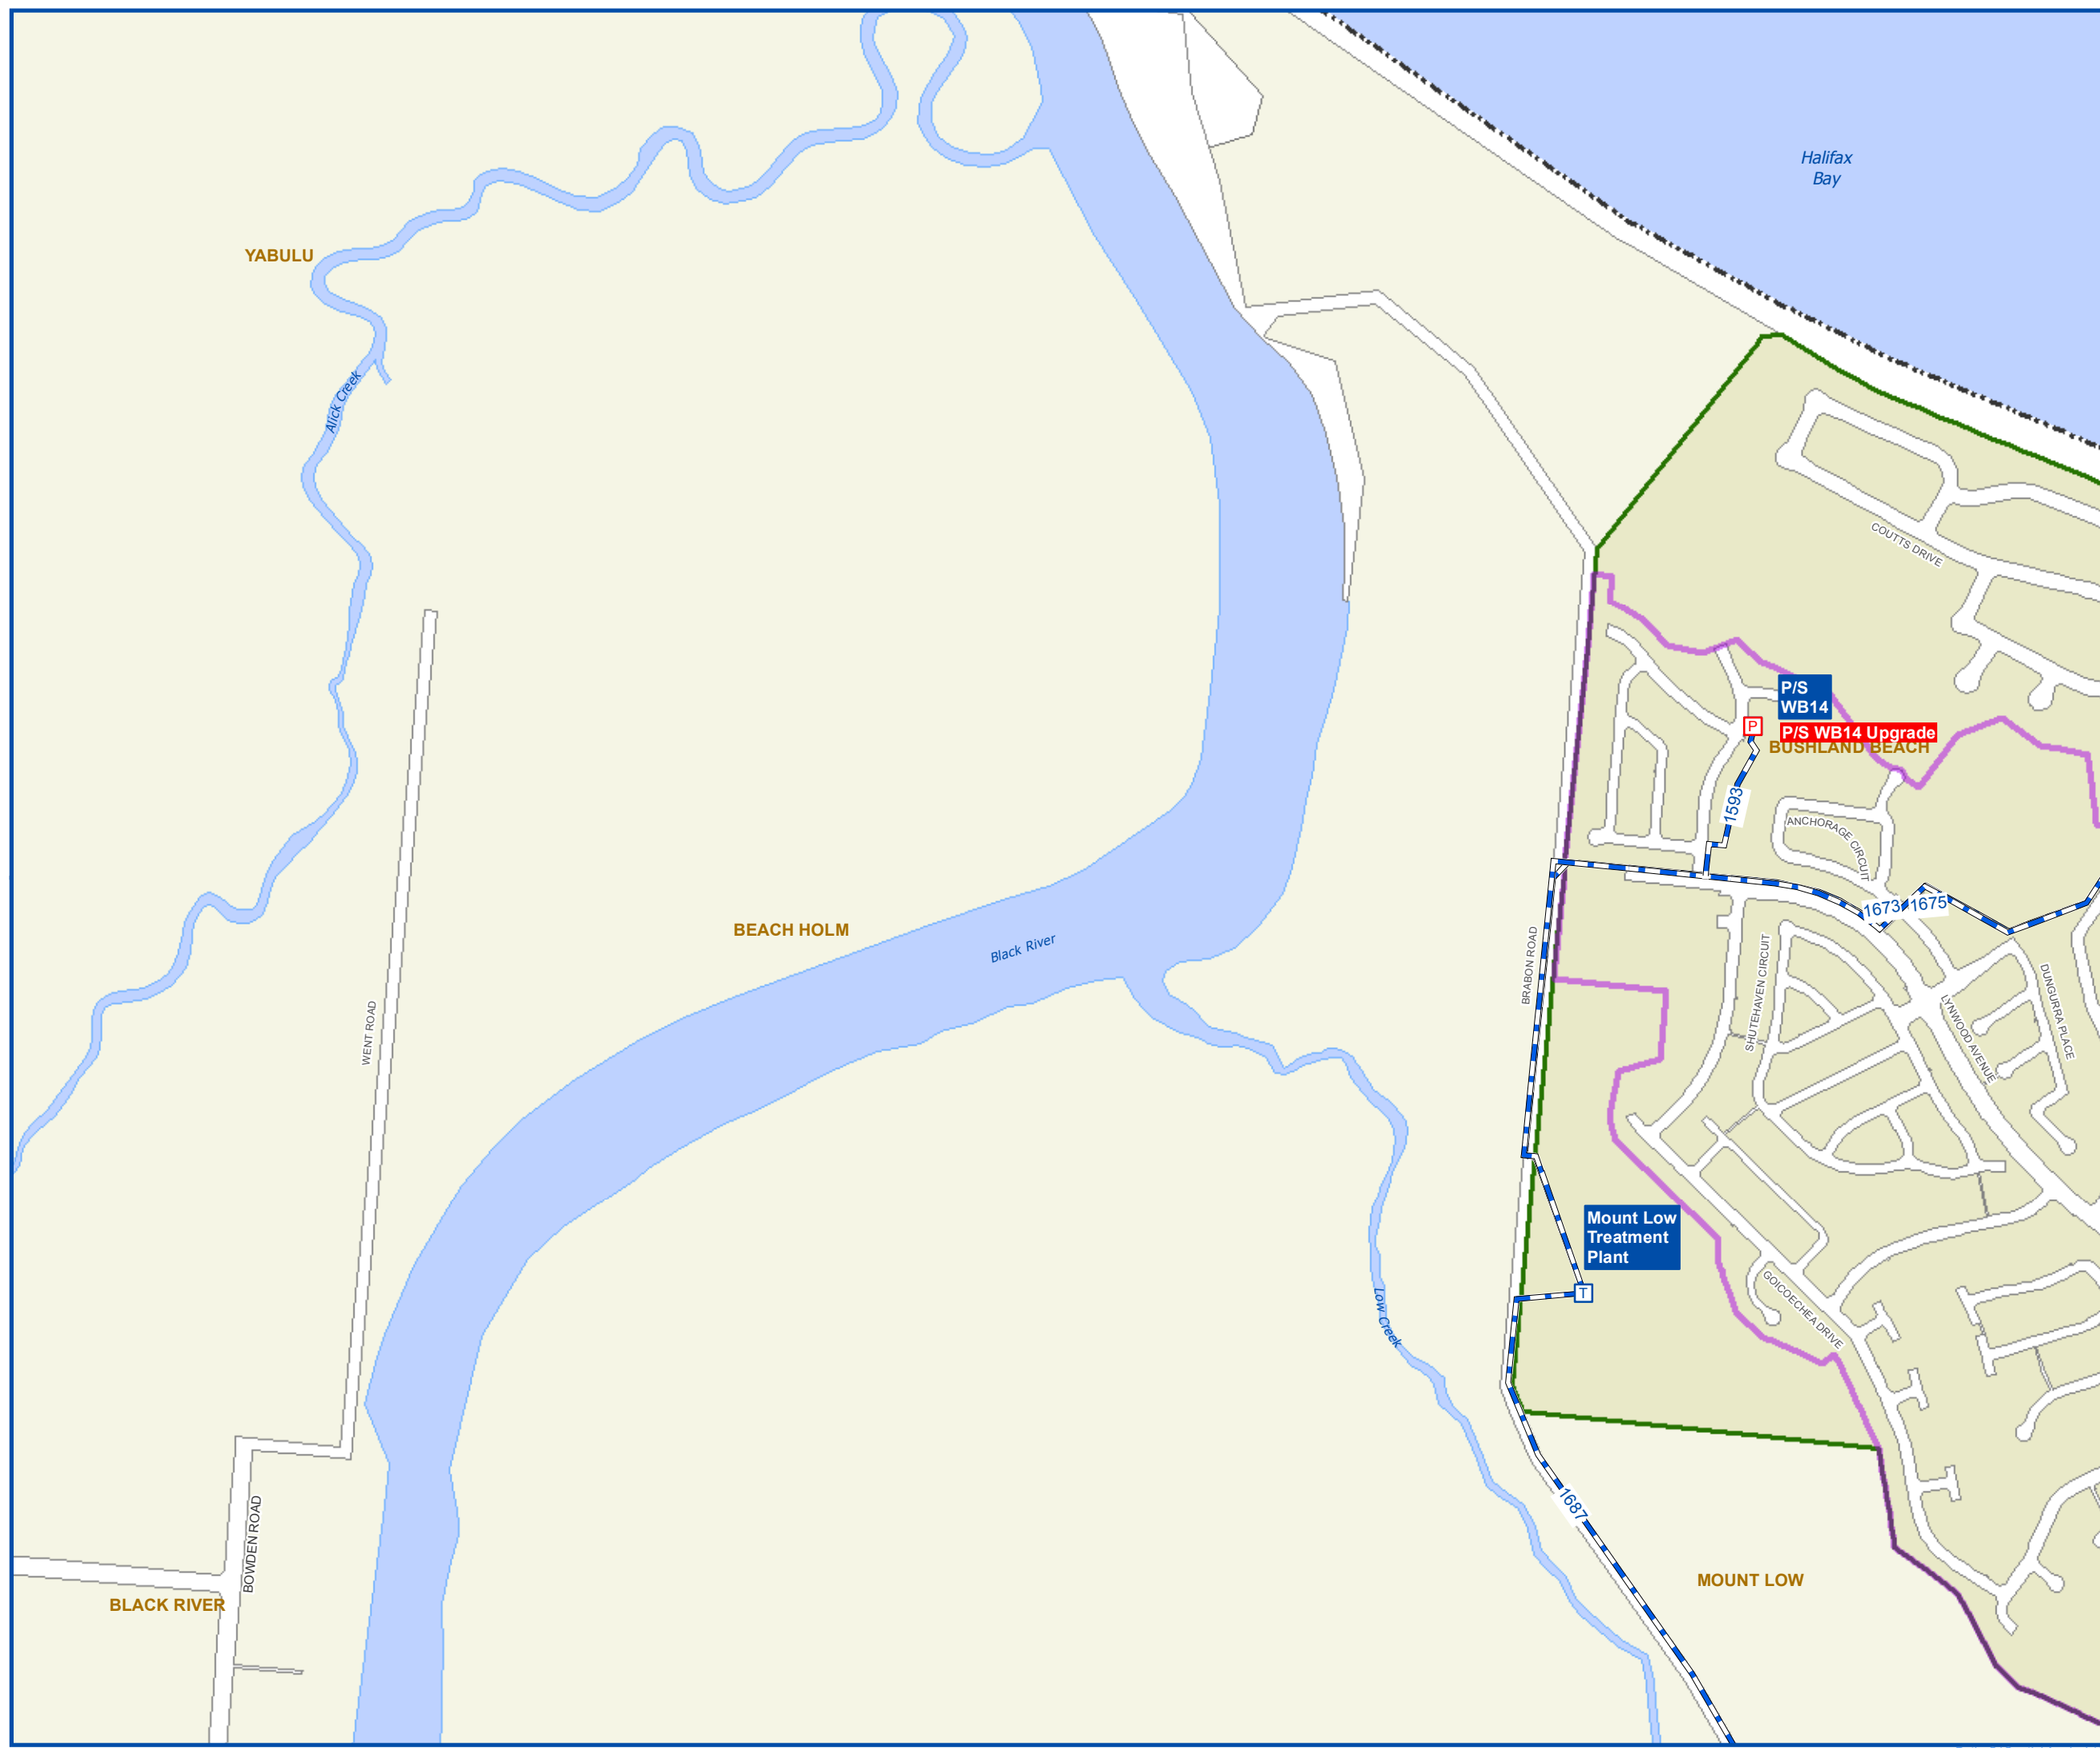 Halifax
Bay
YABULU
Alick Creek
COUTTS DRIVE
P/S
WB14
P
P/S WB14 Upgrade
BUSHLAND BEACH
1593
ANCHORAGE CIRCUIT
1673
1675
BEACH HOLM
Black River
BRABON ROAD
SHUTEHAVEN CIRCUIT
LYNWOOD AVENUE
DUNGURRA PLACE
WENT ROAD
Mount Low
Treatment
Plant
T
Low Creek
GOICOECHEA DRIVE
1687
BOWDEN ROAD
MOUNT LOW
BLACK RIVER